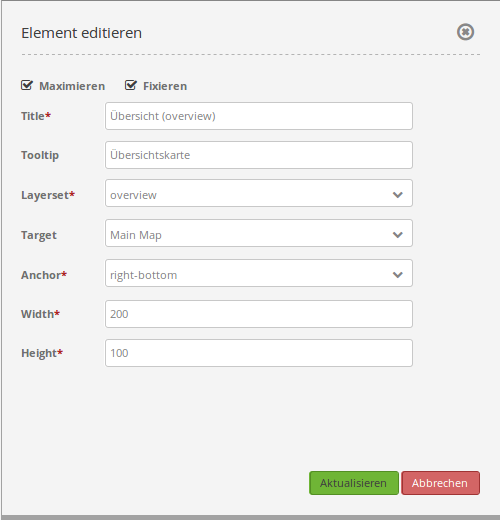 Element editieren
Maximieren Fixieren
Title* Übersicht (overview)
Tooltip Übersichtskarte
Layerset* overview
Target Main Map
Anchor* right-bottom
Width* 200
Height* 100
Aktualisieren Abbrechen